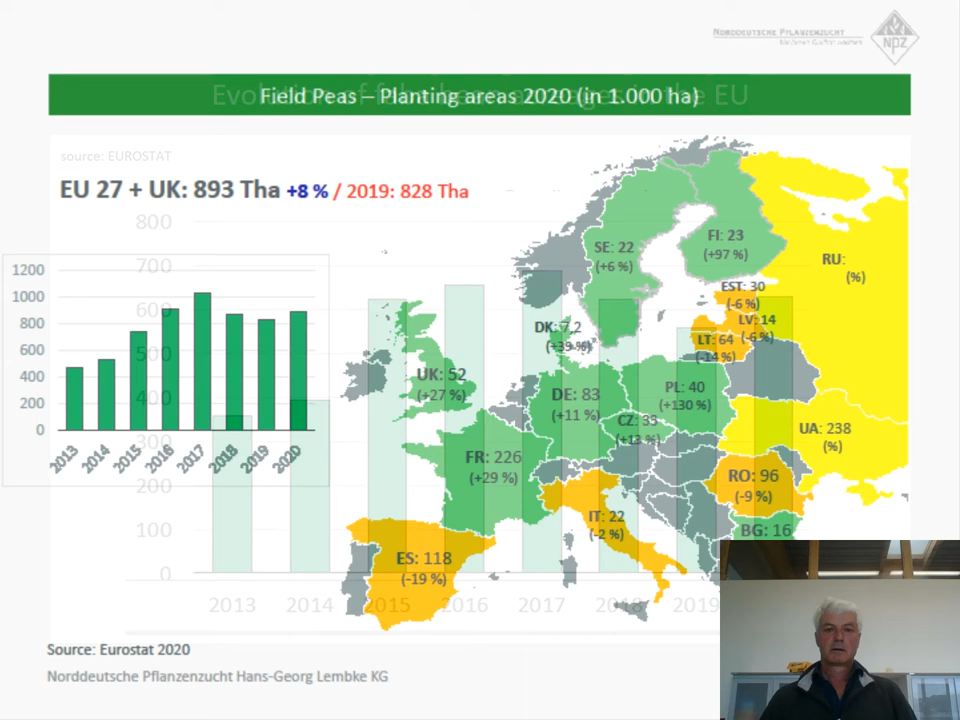 NORDDEUTSCHE PFLANZENZUCHT
NPZ
Field Peas – Planting areas 2020 (in 1.000 ha)
source: EUROSTAT
EU 27 + UK: 893 Tha +8 % / 2019: 828 Tha
1200
1000
800
600
400
200
0
2013
2014
2015
2016
2017
2018
2019
2020
800
700
600
500
400
300
200
100
0
2013
2014
2015
2016
2017
2018
2019
SE: 22
(+6 %)
FI: 23
(+97 %)
RU:
(%)
EST: 30
(-6 %)
LV: 14
(-6 %)
LT: 64
(-14 %)
DK: 7,2
(+39 %)
UK: 52
(+27 %)
DE: 83
(+11 %)
PL: 40
(+130 %)
CZ: 33
(+13 %)
UA: 238
(%)
FR: 226
(+29 %)
RO: 96
(-9 %)
IT: 22
(-2 %)
BG: 16
ES: 118
(-19 %)
Source: Eurostat 2020
Norddeutsche Pflanzenzucht Hans-Georg Lembke KG